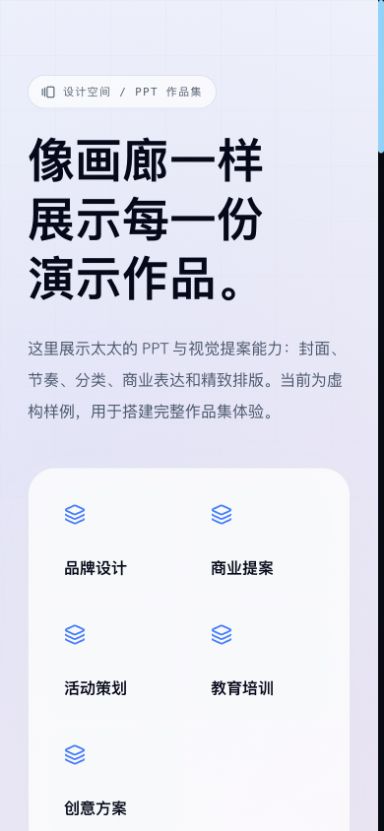 设计空间 / PPT 作品集
像画廊一样
展示每一份
演示作品。
这里展示太太的 PPT 与视觉提案能力：封面、
节奏、分类、商业表达和精致排版。当前为虚
构样例，用于搭建完整作品集体验。
品牌设计
商业提案
活动策划
教育培训
创意方案